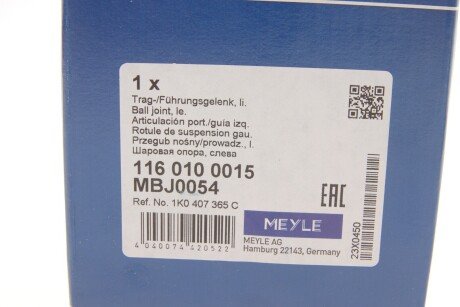 1 x
Trag-/Führungsgelenk, li.
Ball joint, le.
Articulación port./guía izq.
Rotule de suspension gau.
Przegub nośny/prowadz., l.
Шаровая опора, слева
116 010 0015
MBJ0054
Ref. No. 1K0 407 365 C
EAC
MEYLE
4 040074 420522
MEYLE AG
Hamburg 22143, Germany
23X0450